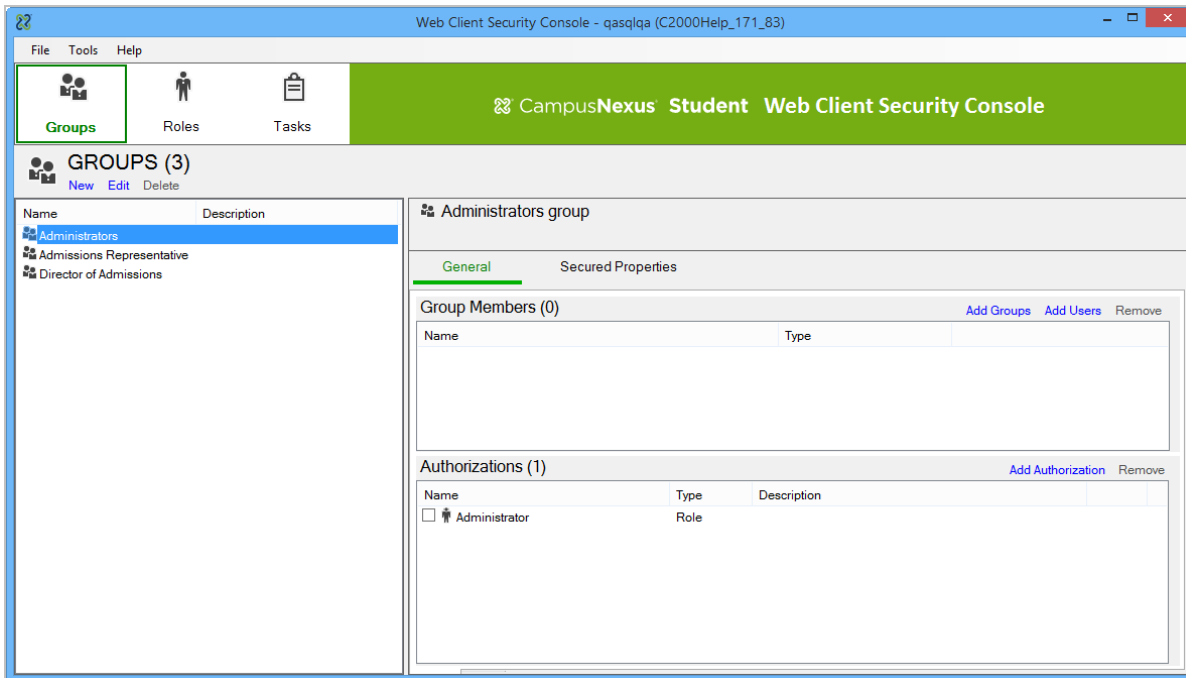 Web Client Security Console - qasqlqa (C2000Help_171_83)
File Tools Help
Groups Roles Tasks
CampusNexus Student Web Client Security Console
GROUPS (3)
New Edit Delete
Name Description
Administrators
Admissions Representative
Director of Admissions
Administrators group
General Secured Properties
Group Members (0) Add Groups Add Users Remove
Name Type
Authorizations (1) Add Authorization Remove
Name Type Description
Administrator Role